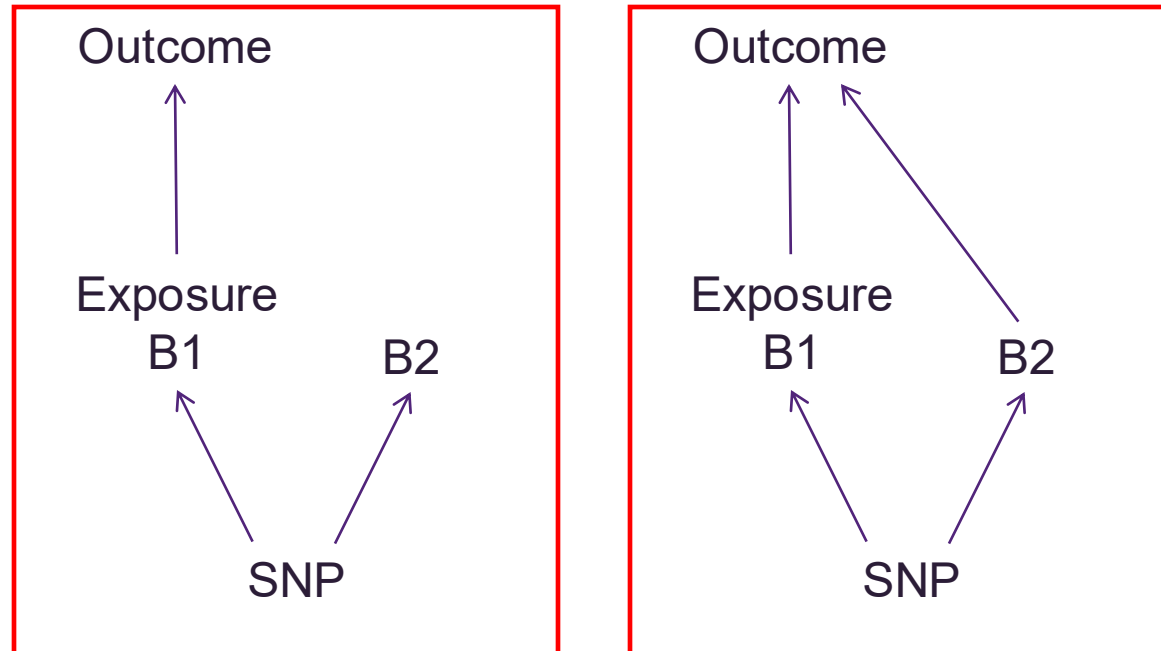 Outcome
Exposure
B1
B2
SNP
Outcome
Exposure
B1
B2
SNP